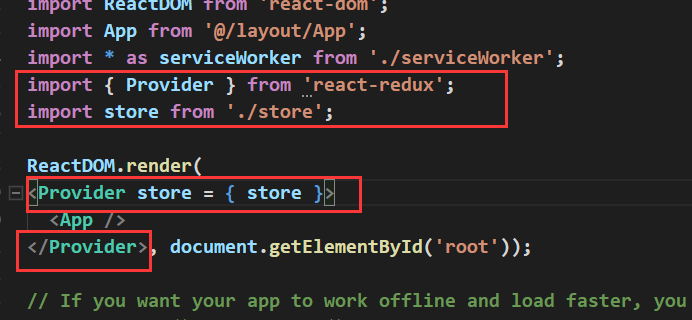 import ReactDOM from 'react-dom';
import App from '@/layout/App';
import * as serviceWorker from './serviceWorker';
import { Provider } from 'react-redux';
import store from './store';
ReactDOM.render(
<Provider store = { store }>
<App />
</Provider>, document.getElementById('root'));
// If you want your app to work offline and load faster, you